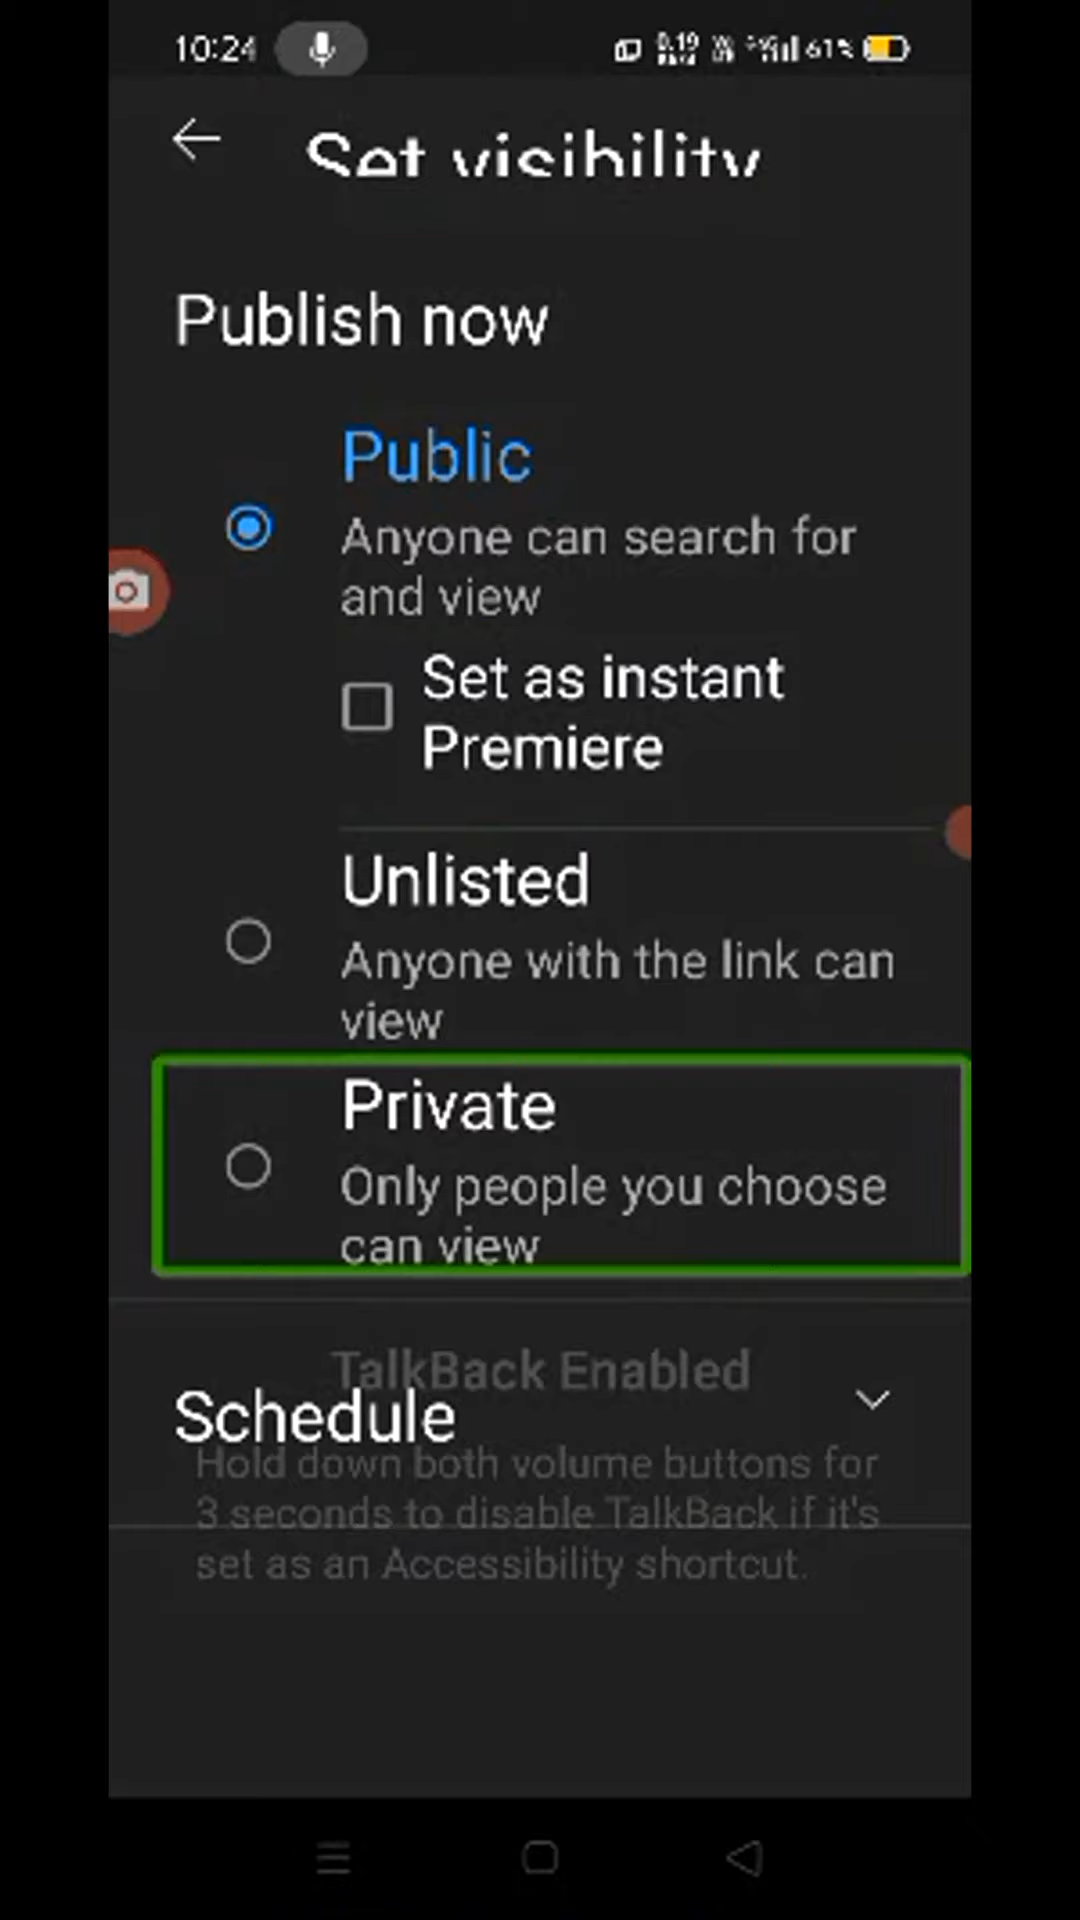 10:24
61%
Set visibility
Publish now
Public
Anyone can search for
and view
Set as instant
Premiere
Unlisted
Anyone with the link can
view
Private
Only people you choose
can view
TalkBack Enabled
Schedule
Hold down both volume buttons for
3 seconds to disable TalkBack if it's
set as an Accessibility shortcut.